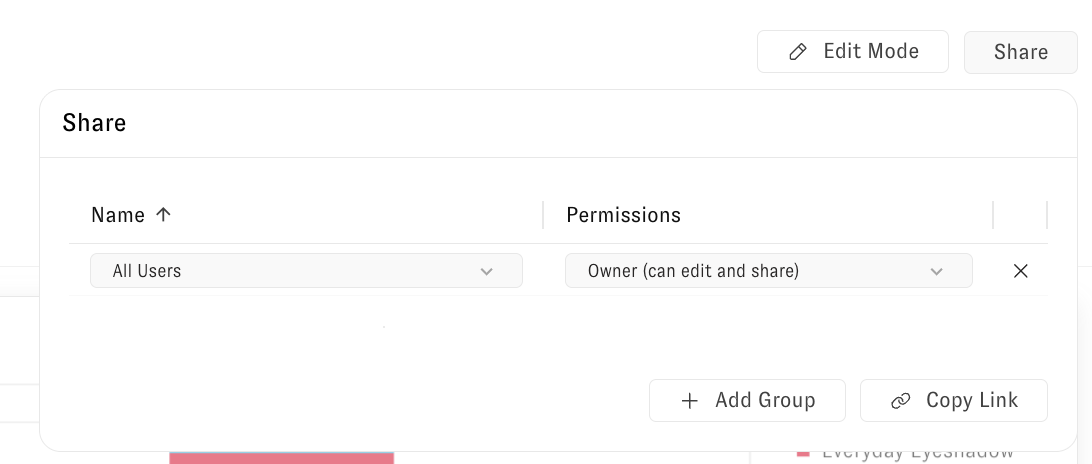 Edit Mode
Share
Share
Name
Permissions
All Users
Owner (can edit and share)
Add Group
Copy Link
Everyday Eyeshadow